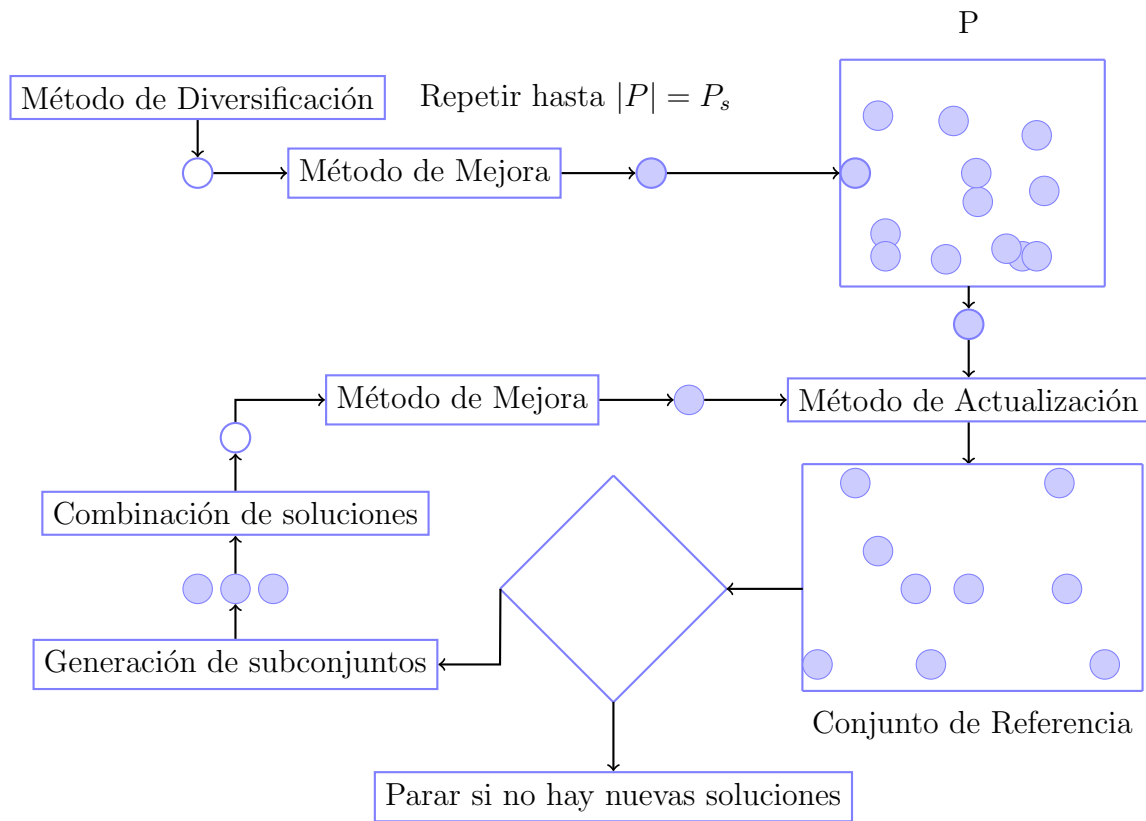 P
Método de Diversificación
Repetir hasta |P| = Pₛ
Método de Mejora
Método de Mejora
Método de Actualización
Combinación de soluciones
Generación de subconjuntos
Conjunto de Referencia
Parar si no hay nuevas soluciones